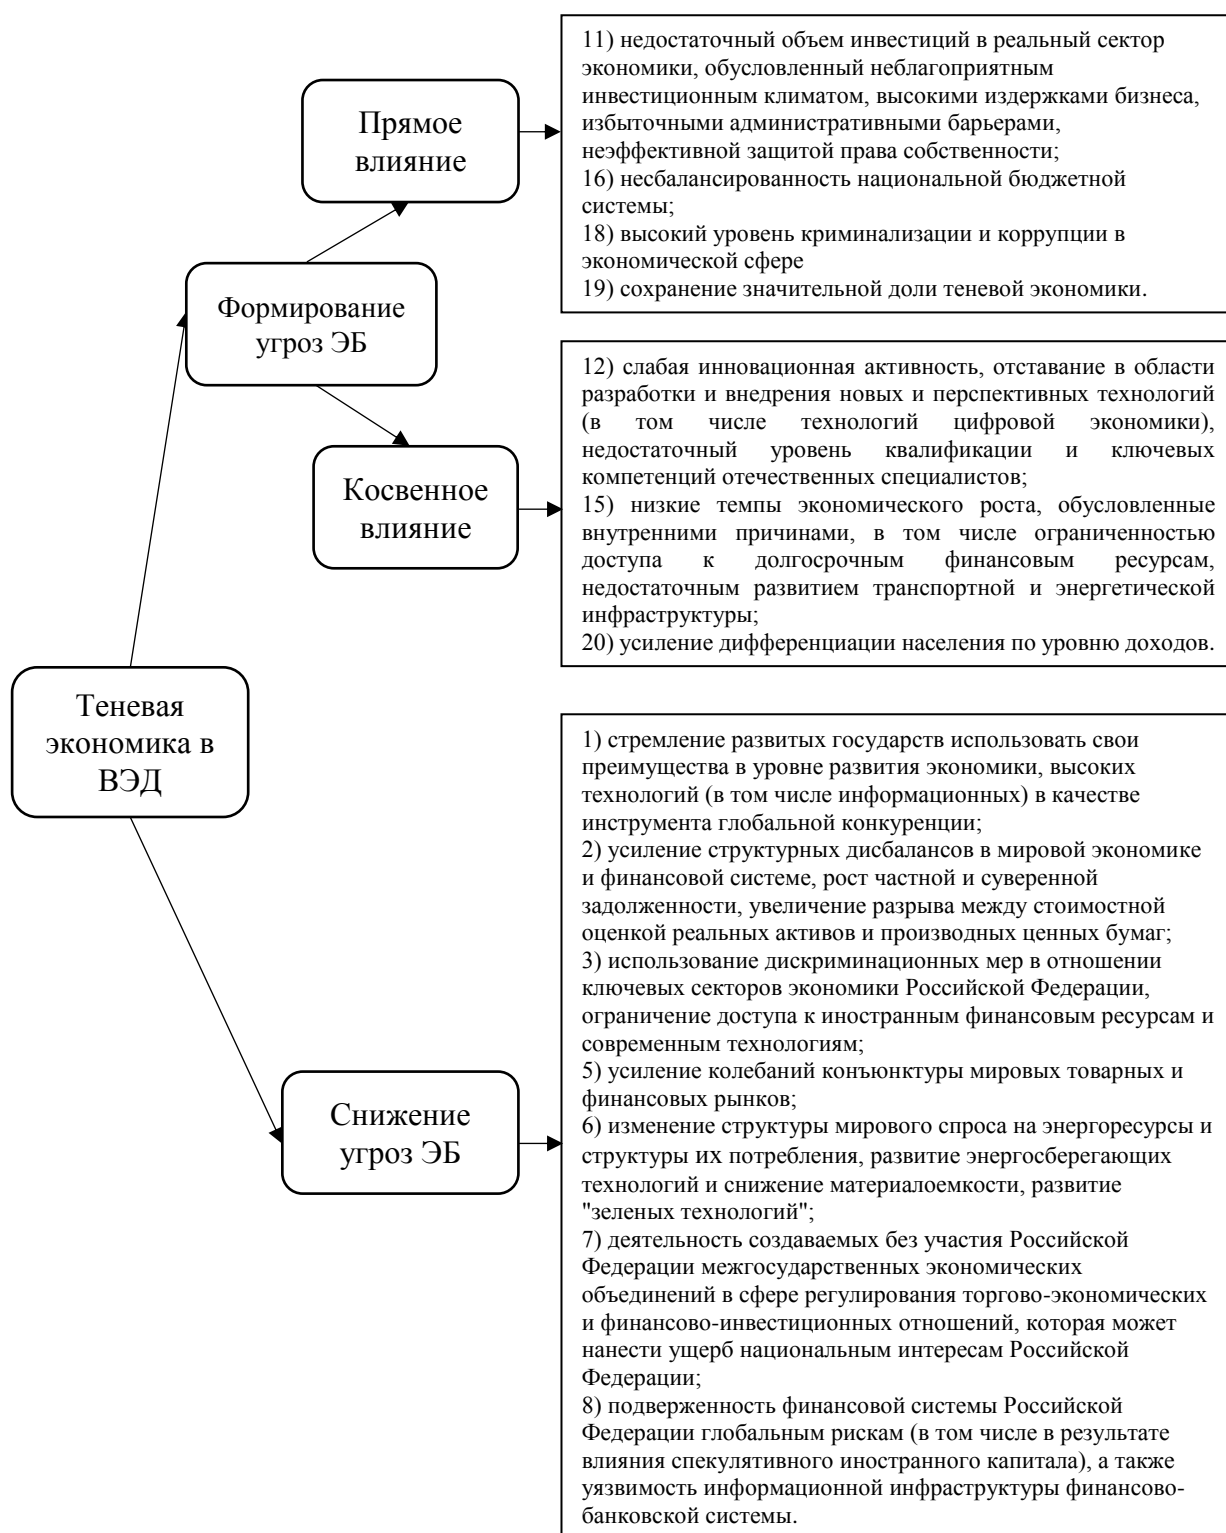 11) недостаточный объем инвестиций в реальный сектор
экономики, обусловленный неблагоприятным
инвестиционным климатом, высокими издержками бизнеса,
избыточными административными барьерами,
неэффективной защитой права собственности;
16) несбалансированность национальной бюджетной
системы;
18) высокий уровень криминализации и коррупции в
экономической сфере
19) сохранение значительной доли теневой экономики.
Прямое
влияние
Формирование
угроз ЭБ
12) слабая инновационная активность, отставание в области
разработки и внедрения новых и перспективных технологий
(в том числе технологий цифровой экономики),
недостаточный уровень квалификации и ключевых
компетенций отечественных специалистов;
15) низкие темпы экономического роста, обусловленные
внутренними причинами, в том числе ограниченностью
доступа к долгосрочным финансовым ресурсам,
недостаточным развитием транспортной и энергетической
инфраструктуры;
20) усиление дифференциации населения по уровню доходов.
Косвенное
влияние
Теневая
экономика в
ВЭД
1) стремление развитых государств использовать свои
преимущества в уровне развития экономики, высоких
технологий (в том числе информационных) в качестве
инструмента глобальной конкуренции;
2) усиление структурных дисбалансов в мировой экономике
и финансовой системе, рост частной и суверенной
задолженности, увеличение разрыва между стоимостной
оценкой реальных активов и производных ценных бумаг;
3) использование дискриминационных мер в отношении
ключевых секторов экономики Российской Федерации,
ограничение доступа к иностранным финансовым ресурсам и
современным технологиям;
5) усиление колебаний конъюнктуры мировых товарных и
финансовых рынков;
6) изменение структуры мирового спроса на энергоресурсы и
структуры их потребления, развитие энергосберегающих
технологий и снижение материалоемкости, развитие
"зеленых технологий";
7) деятельность создаваемых без участия Российской
Федерации межгосударственных экономических
объединений в сфере регулирования торгово-экономических
и финансово-инвестиционных отношений, которая может
нанести ущерб национальным интересам Российской
Федерации;
8) подверженность финансовой системы Российской
Федерации глобальным рискам (в том числе в результате
влияния спекулятивного иностранного капитала), а также
уязвимость информационной инфраструктуры финансово-
банковской системы.
Снижение
угроз ЭБ